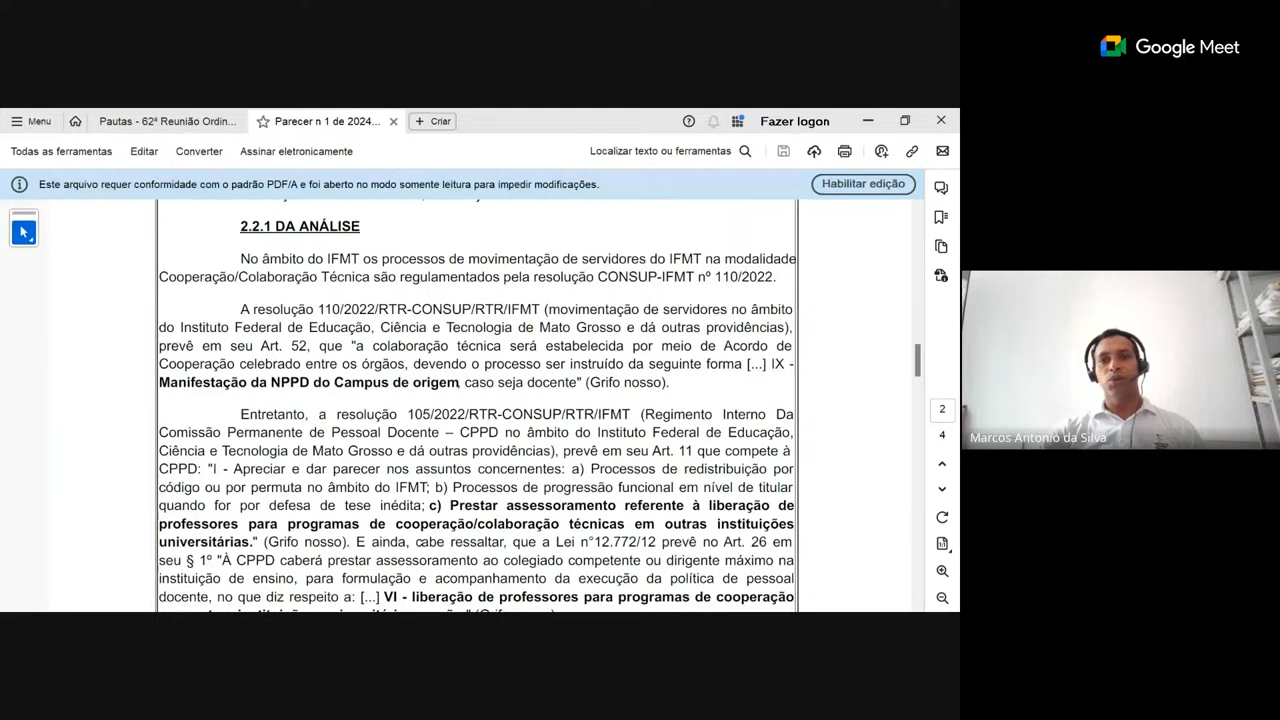 Google Meet
Menu
Pautas - 62ª Reunião Ordin...
Parecer n 1 de 2024...
Criar
Fazer logon
Todas as ferramentas
Editar
Converter
Assinar eletronicamente
Localizar texto ou ferramentas
Este arquivo requer conformidade com o padrão PDF/A e foi aberto no modo somente leitura para impedir modificações.
Habilitar edição
2.2.1 DA ANÁLISE
No âmbito do IFMT os processos de movimentação de servidores do IFMT na modalidade
Cooperação/Colaboração Técnica são regulamentados pela resolução CONSUP-IFMT nº 110/2022.
A resolução 110/2022/RTR-CONSUP/RTR/IFMT (movimentação de servidores no âmbito
do Instituto Federal de Educação, Ciência e Tecnologia de Mato Grosso e dá outras providências),
prevê em seu Art. 52, que "a colaboração técnica será estabelecida por meio de Acordo de
Cooperação celebrado entre os órgãos, devendo o processo ser instruído da seguinte forma [...] IX -
Manifestação da NPPD do Campus de origem, caso seja docente" (Grifo nosso).
Entretanto, a resolução 105/2022/RTR-CONSUP/RTR/IFMT (Regimento Interno Da
Comissão Permanente de Pessoal Docente – CPPD no âmbito do Instituto Federal de Educação,
Ciência e Tecnologia de Mato Grosso e dá outras providências), prevê em seu Art. 11 que compete à
CPPD: "I - Apreciar e dar parecer nos assuntos concernentes: a) Processos de redistribuição por
código ou por permuta no âmbito do IFMT; b) Processos de progressão funcional em nível de titular
quando for por defesa de tese inédita; c) Prestar assessoramento referente à liberação de
professores para programas de cooperação/colaboração técnicas em outras instituições
universitárias." (Grifo nosso). E ainda, cabe ressaltar, que a Lei n°12.772/12 prevê no Art. 26 em
seu § 1º "À CPPD caberá prestar assessoramento ao colegiado competente ou dirigente máximo na
instituição de ensino, para formulação e acompanhamento da execução da política de pessoal
docente, no que diz respeito a: [...] VI - liberação de professores para programas de cooperação
2
4
Marcos Antonio da Silva